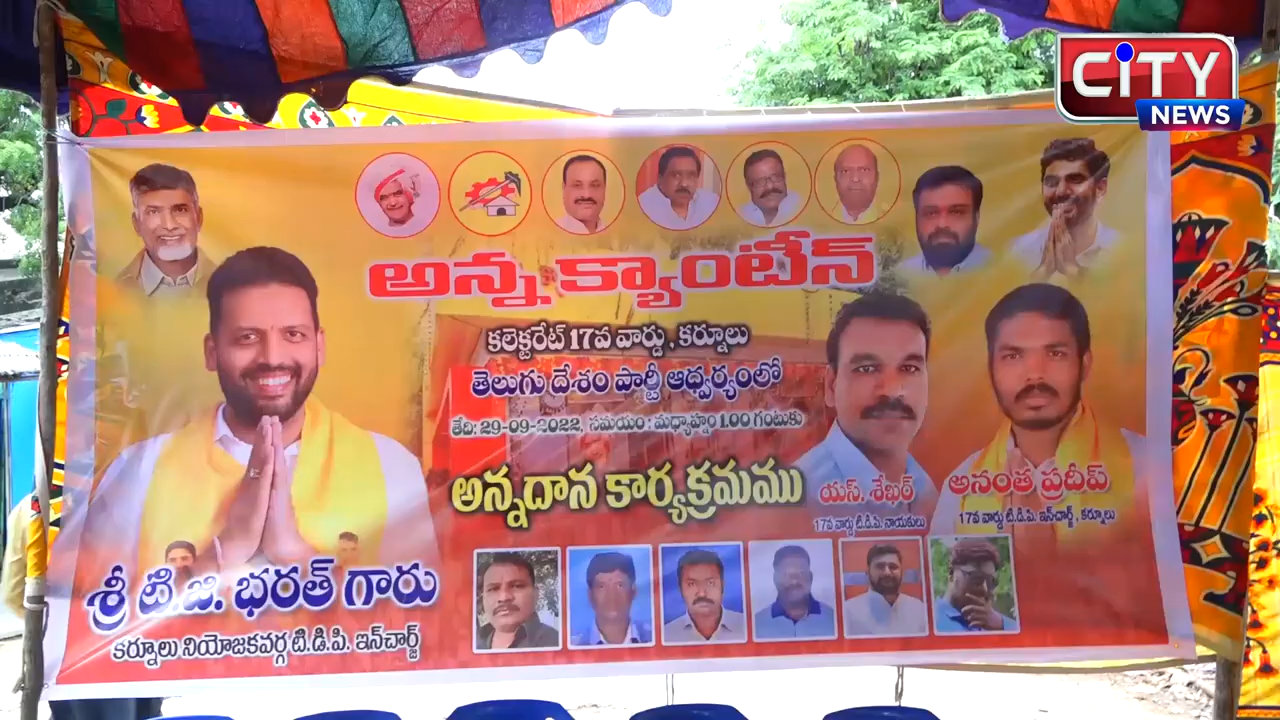 CITY
NEWS
అన్న క్యాంటీన్
కలెక్టరేట్ 17వ వార్డు, కర్నూలు
తెలుగు దేశం పార్టీ ఆధ్వర్యంలో
తేది: 29-09-2022, సమయం: మధ్యాహ్నం 1.00 గంటకు
అన్నదాన కార్యక్రమము
యస్. శేఖర్
17వ వార్డు టి.డి.పి. నాయకులు
అనంత ప్రదీప్
17వ వార్డు టి.డి.పి. ఇన్‌చార్జ్, కర్నూలు
శ్రీ టి.జి. భరత్ గారు
కర్నూలు నియోజకవర్గ టి.డి.పి. ఇన్‌చార్జ్